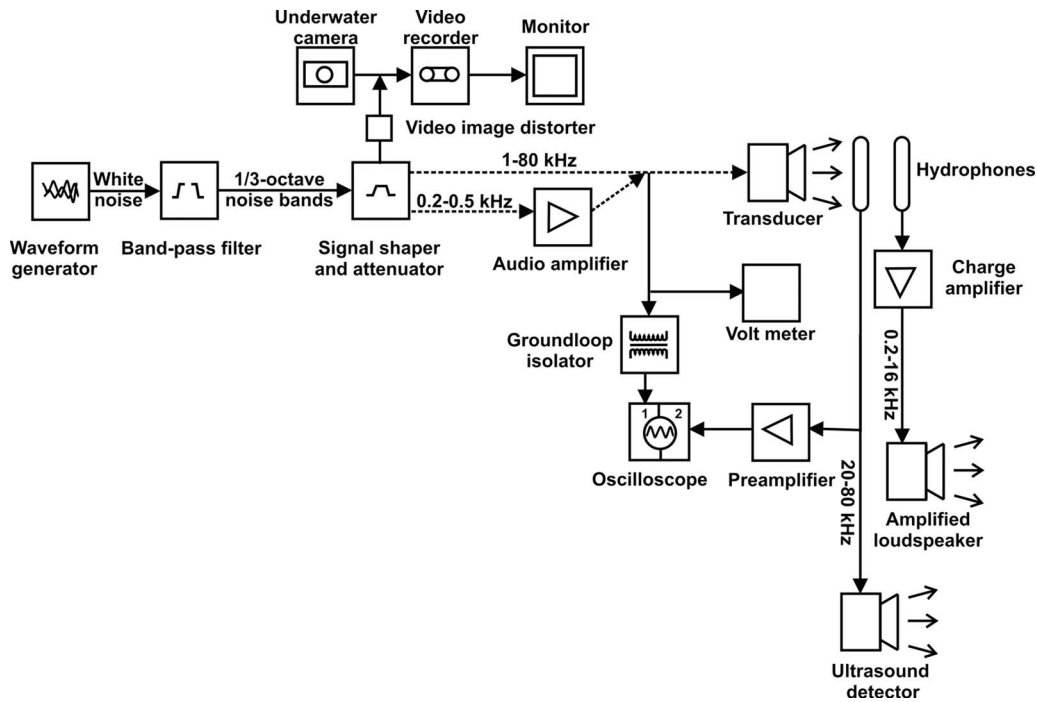 Underwater
camera
Video
recorder
Monitor
Video image distorter
White
noise
1/3-octave
noise bands
1-80 kHz
0.2-0.5 kHz
Waveform
generator
Band-pass filter
Signal shaper
and attenuator
Audio amplifier
Transducer
Hydrophones
Charge
amplifier
Groundloop
isolator
Volt meter
0.2-16 kHz
1 2
Oscilloscope
Preamplifier
20-80 kHz
Amplified
loudspeaker
Ultrasound
detector